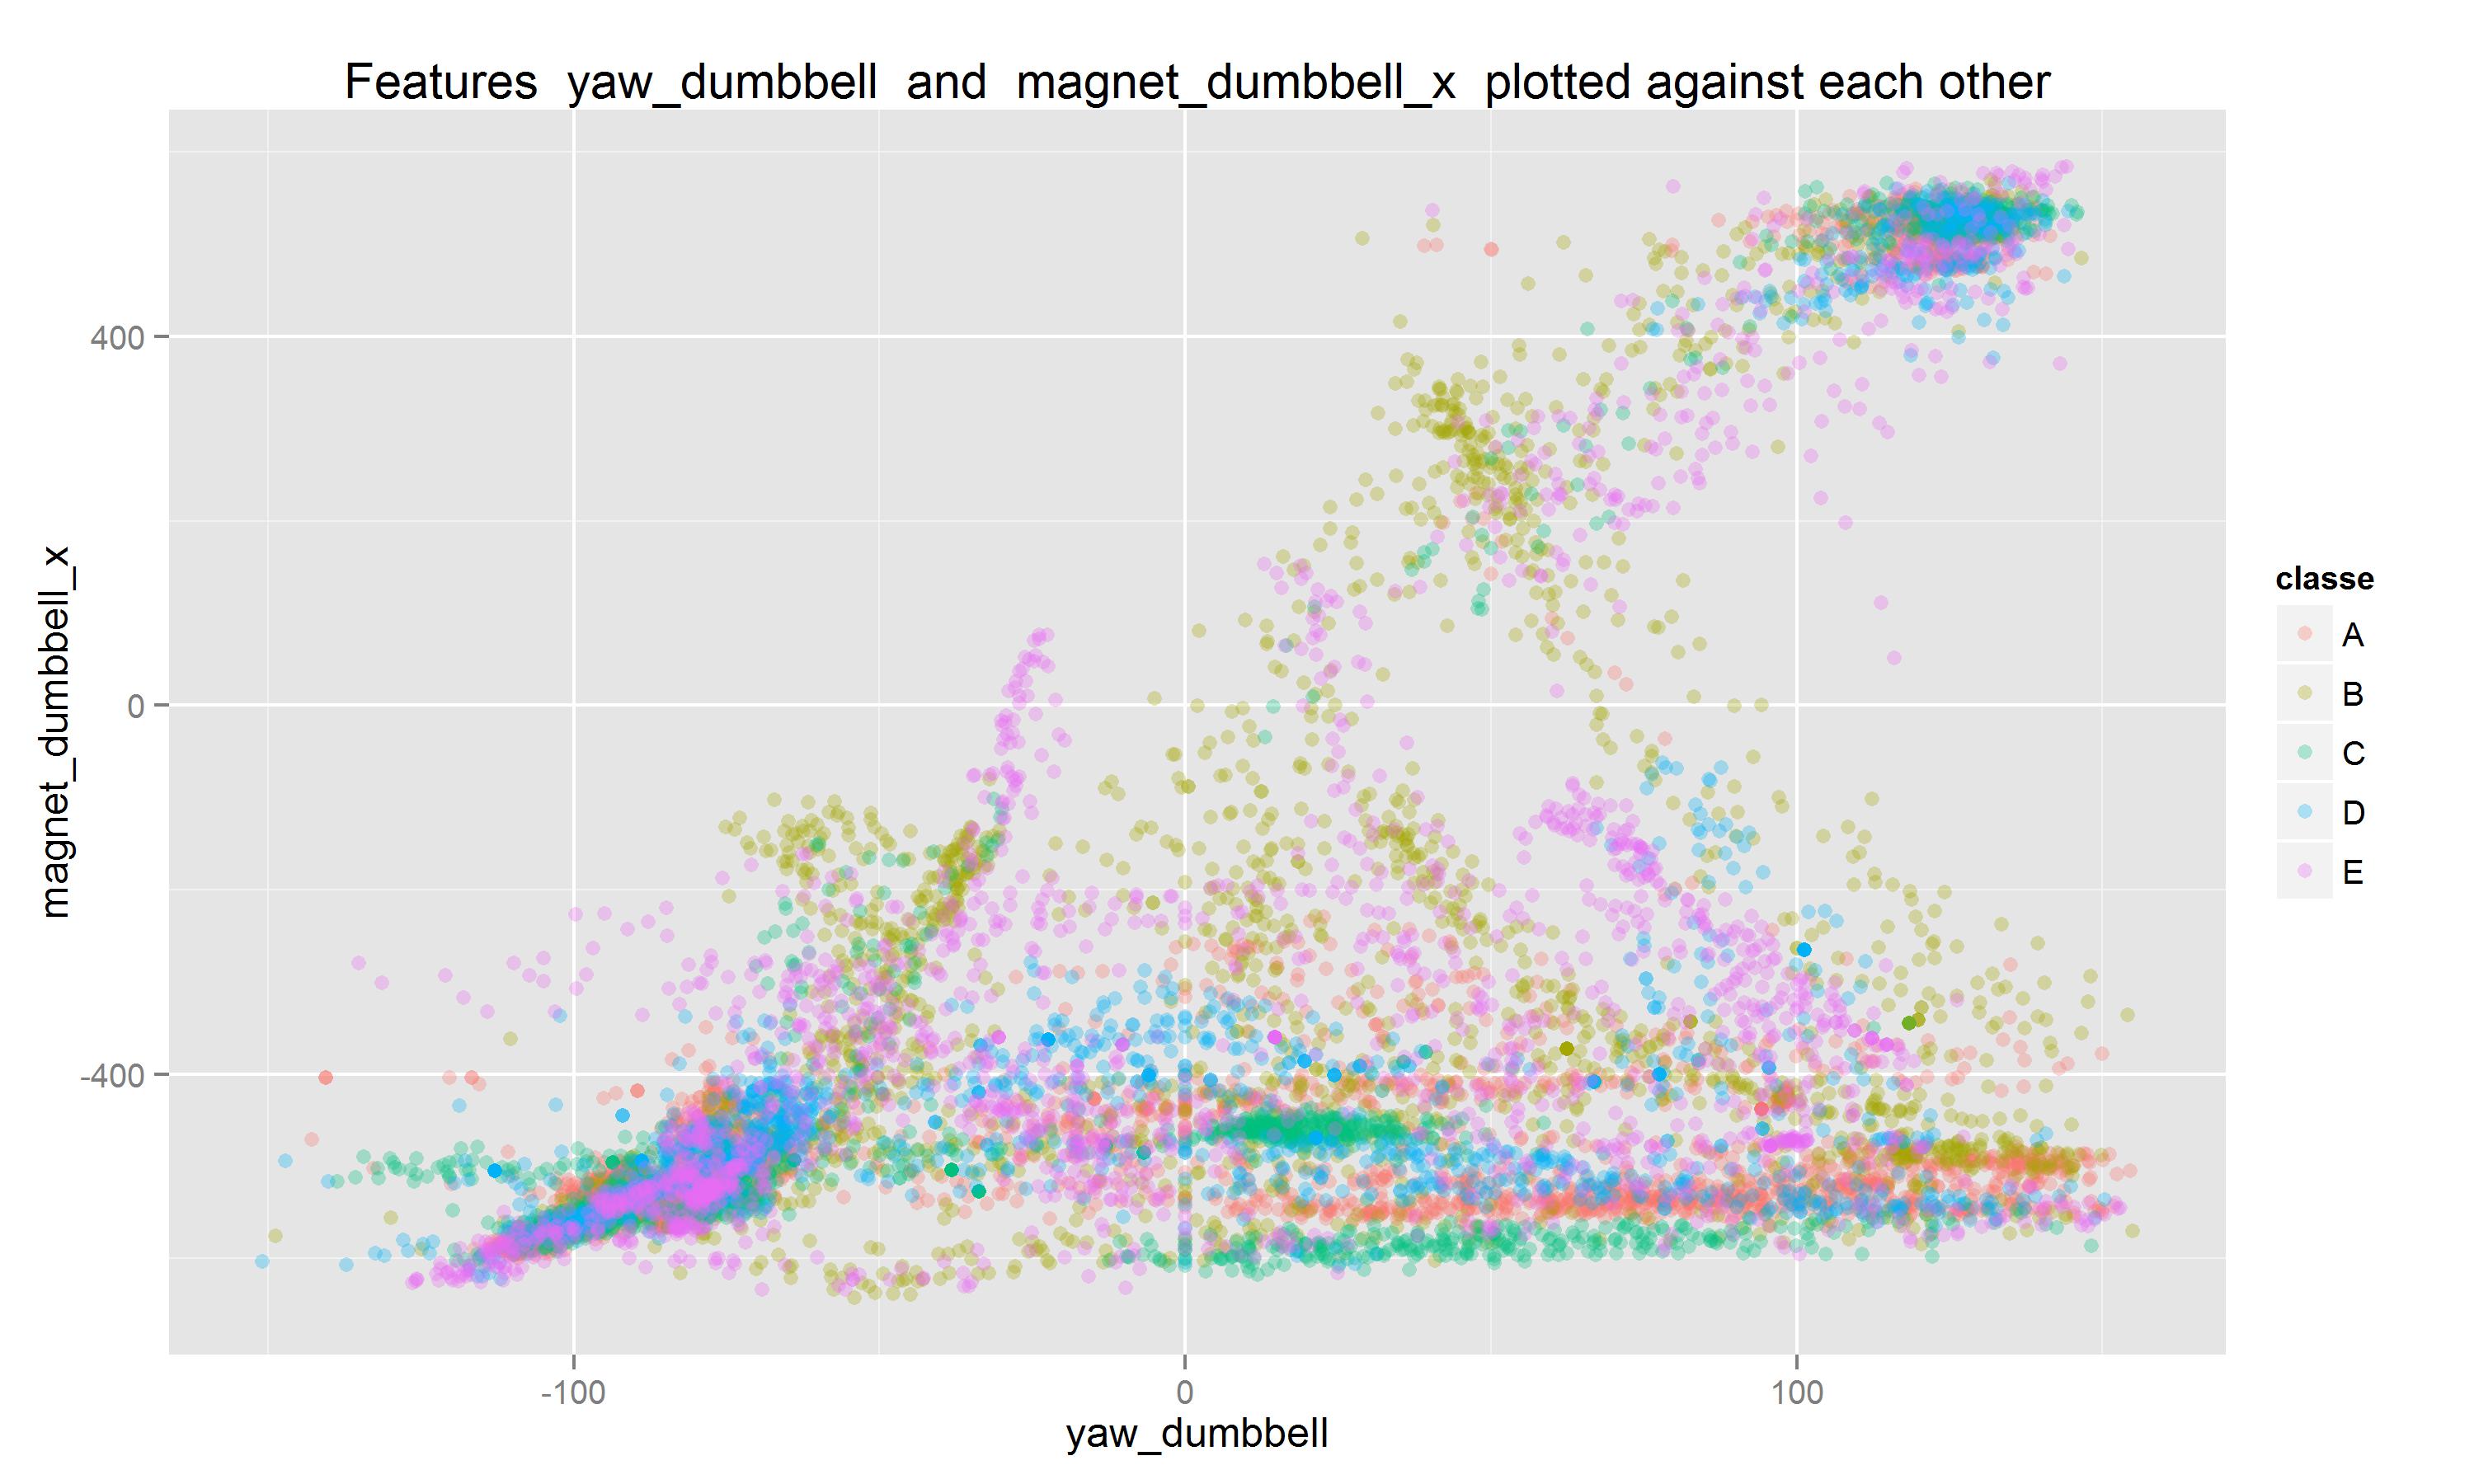 Features yaw_dumbbell and magnet_dumbbell_x plotted against each other
magnet_dumbbell_x
400
0
-400
-100
0
100
yaw_dumbbell
classe
A
B
C
D
E